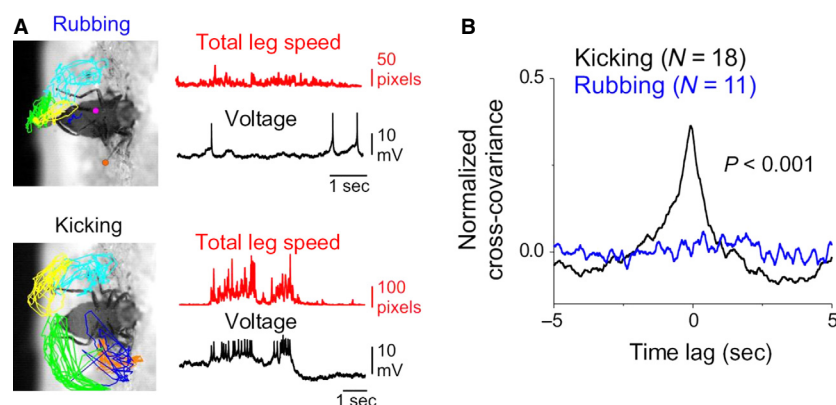 A
Rubbing
Total leg speed
50
pixels
Voltage
10
mV
1 sec
Kicking
Total leg speed
100
pixels
Voltage
10
mV
1 sec
B
Kicking (N = 18)
Rubbing (N = 11)
0.5
P < 0.001
0.0
Normalized
cross-covariance
−5
0
5
Time lag (sec)